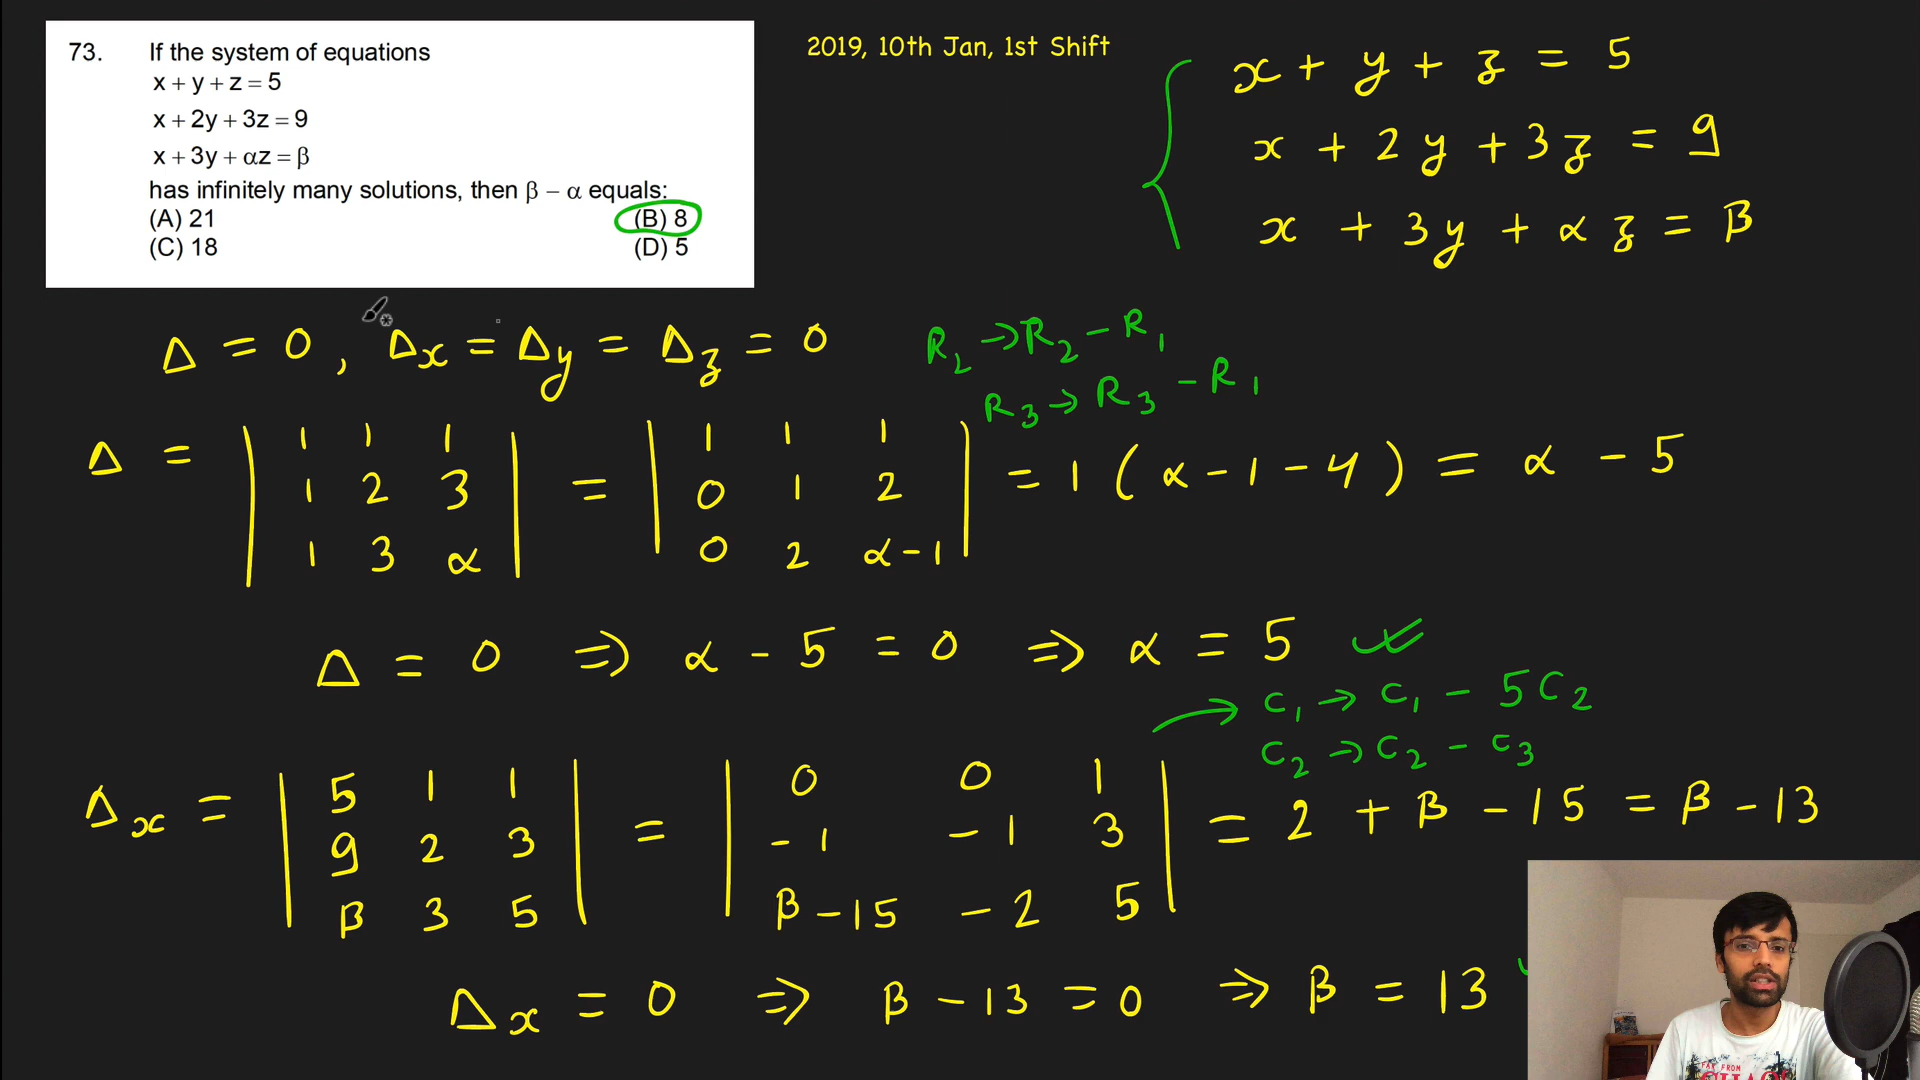 73. If the system of equations
x + y + z = 5
x + 2y + 3z = 9
x + 3y + αz = β
has infinitely many solutions, then β − α equals:
(A) 21 (B) 8
(C) 18 (D) 5
2019, 10th Jan, 1st Shift
x + y + z = 5
x + 2y + 3z = 9
x + 3y + αz = β
Δ = 0, Δx = Δy = Δz = 0
R2 → R2 − R1
R3 → R3 − R1
Δ = | 1 1 1 | = | 1 1 1 | = 1(α − 1 − 4) = α − 5
| 1 2 3 | | 0 1 2 |
| 1 3 α | | 0 2 α−1 |
Δ = 0 ⇒ α − 5 = 0 ⇒ α = 5
→ C1 → C1 − 5C2
C2 → C2 − C3
Δx = | 5 1 1 | = | 0 0 1 | = 2 + β − 15 = β − 13
| 9 2 3 | | −1 −1 3 |
| β 3 5 | | β−15 −2 5 |
Δx = 0 ⇒ β − 13 = 0 ⇒ β = 13